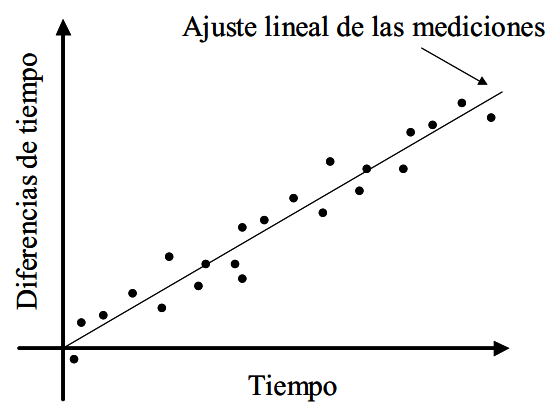 Ajuste lineal de las mediciones
Diferencias de tiempo
Tiempo